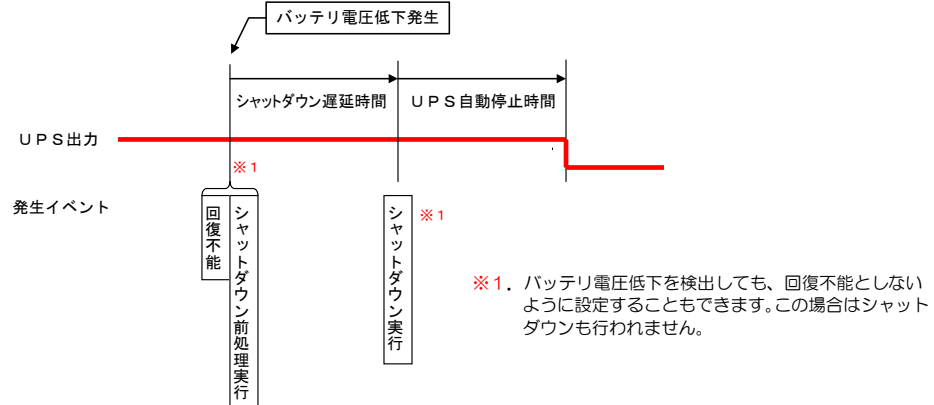 バッテリ電圧低下発生
シャットダウン遅延時間
ＵＰＳ自動停止時間
ＵＰＳ出力
※1
発生イベント
回復不能
シャットダウン前処理実行
シャットダウン実行
※1
※1．バッテリ電圧低下を検出しても、回復不能としない
ように設定することもできます。この場合はシャット
ダウンも行われません。